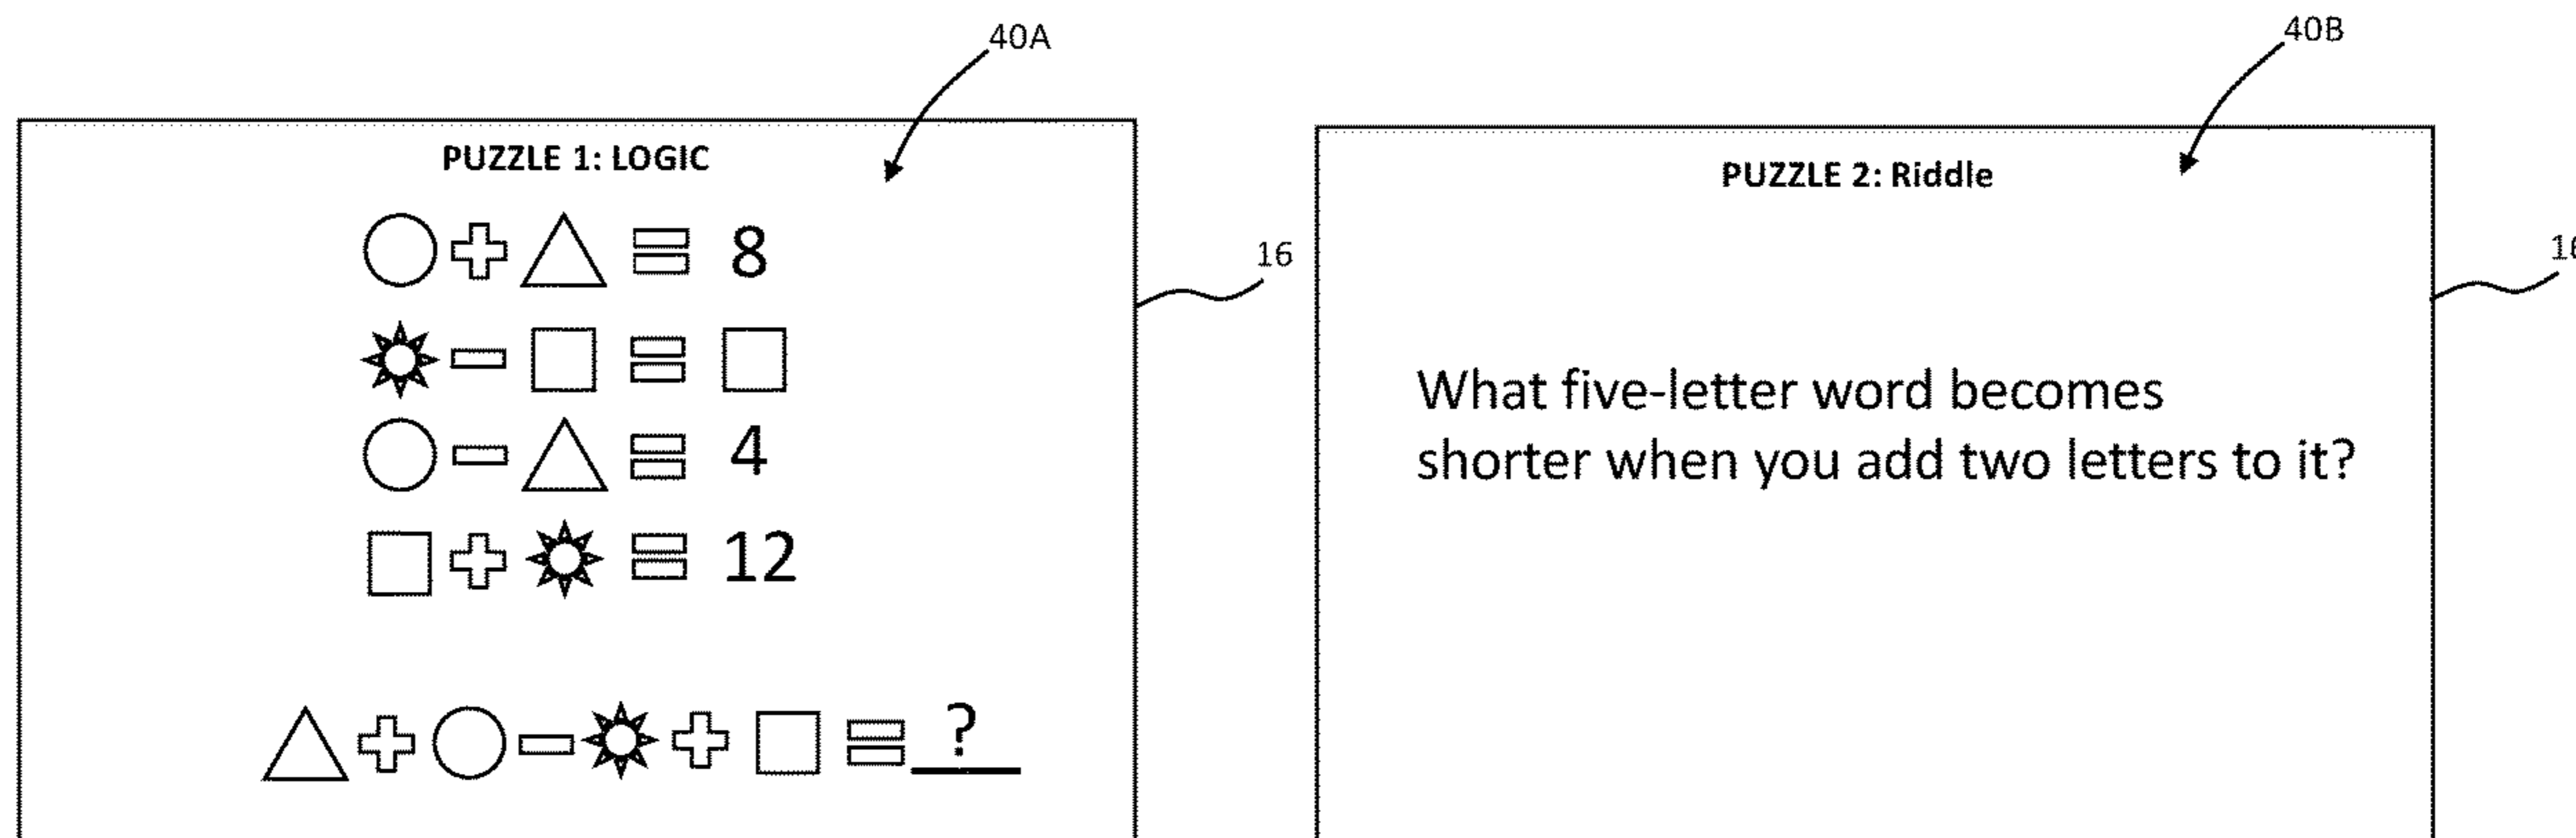 40A
PUZZLE 1: LOGIC
8
16
4
12
?
40B
PUZZLE 2: Riddle
What five-letter word becomes
shorter when you add two letters to it?